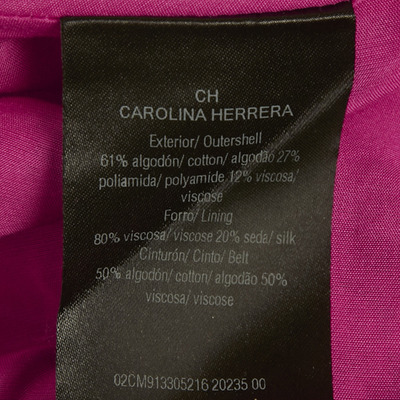 CH
CAROLINA HERRERA
Exterior/ Outershell
61% algodón/ cotton/ algodão 27%
poliamida/ polyamide 12% viscosa/
viscose
Forro/ Lining
80% viscosa/ viscose 20% seda/ silk
Cinturón/ Cinto/ Belt
50% algodón/ cotton/ algodão 50%
viscosa/ viscose
02CM913305216 20235 00